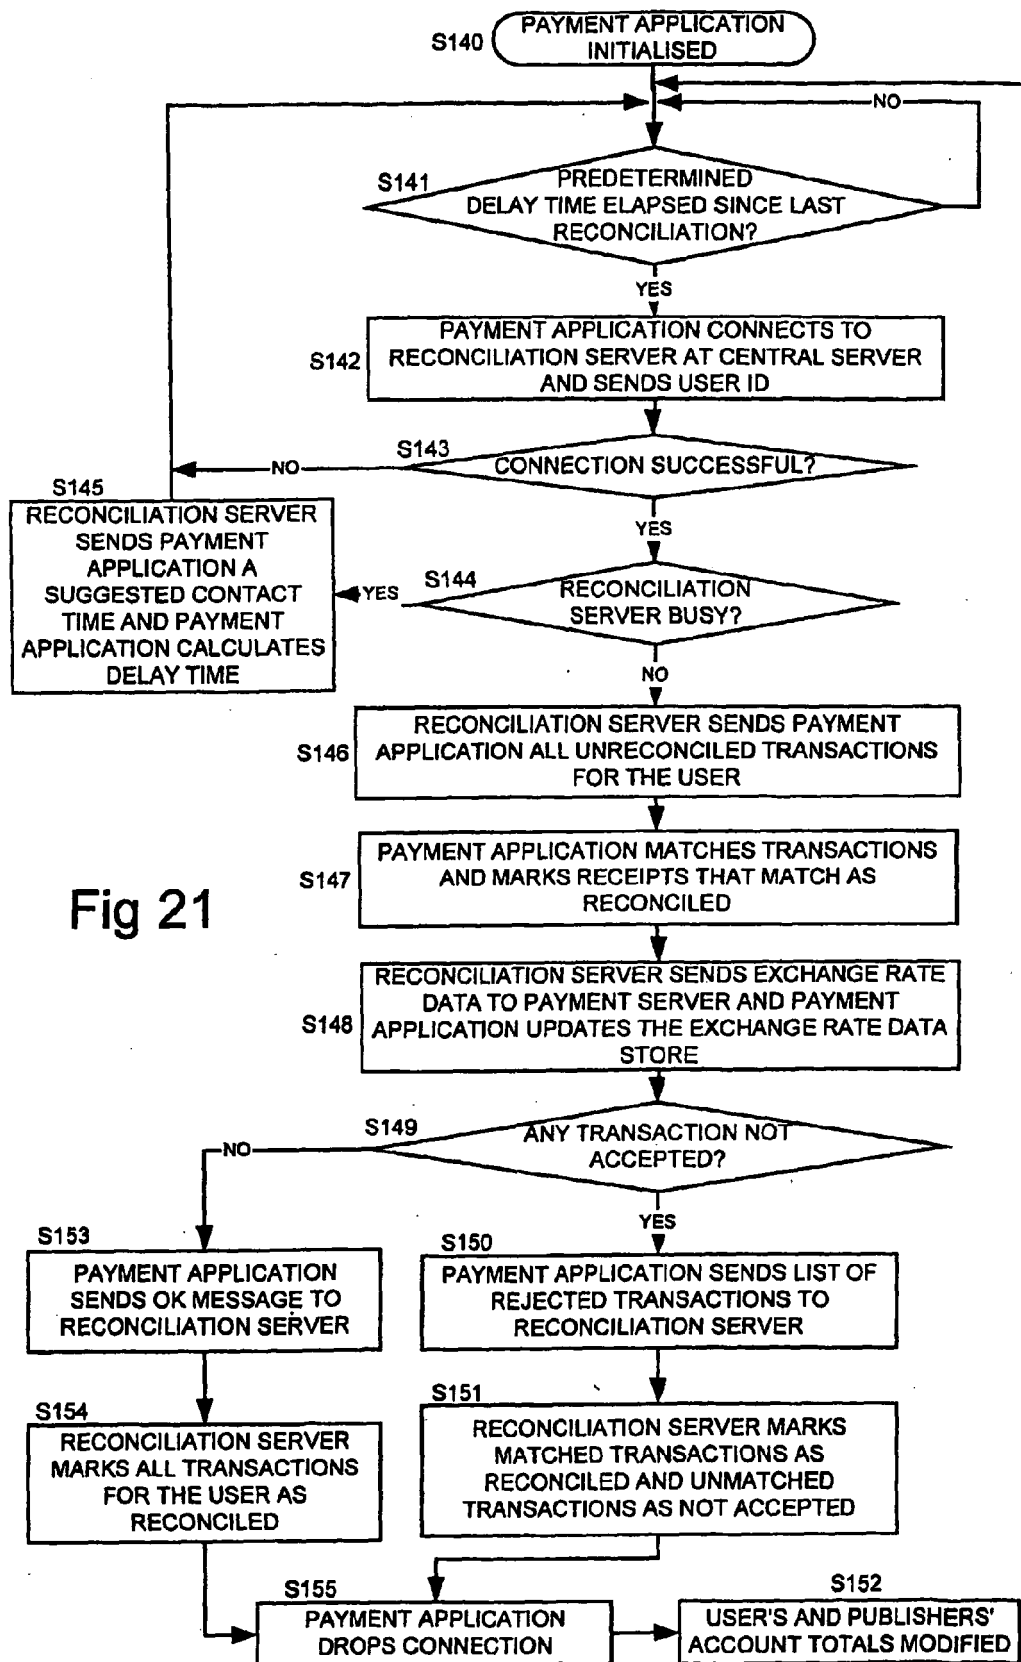 PAYMENT APPLICATION
INITIALISED
S140
NO
S141
PREDETERMINED
DELAY TIME ELAPSED SINCE LAST
RECONCILIATION?
YES
S142
PAYMENT APPLICATION CONNECTS TO
RECONCILIATION SERVER AT CENTRAL SERVER
AND SENDS USER ID
S143
CONNECTION SUCCESSFUL?
NO
YES
S145
RECONCILIATION SERVER
SENDS PAYMENT
APPLICATION A
SUGGESTED CONTACT
TIME AND PAYMENT
APPLICATION CALCULATES
DELAY TIME
S144
YES
RECONCILIATION
SERVER BUSY?
NO
S146
RECONCILIATION SERVER SENDS PAYMENT
APPLICATION ALL UNRECONCILED TRANSACTIONS
FOR THE USER
S147
PAYMENT APPLICATION MATCHES TRANSACTIONS
AND MARKS RECEIPTS THAT MATCH AS
RECONCILED
Fig 21
S148
RECONCILIATION SERVER SENDS EXCHANGE RATE
DATA TO PAYMENT SERVER AND PAYMENT
APPLICATION UPDATES THE EXCHANGE RATE DATA
STORE
S149
ANY TRANSACTION NOT
ACCEPTED?
NO
YES
S153
PAYMENT APPLICATION
SENDS OK MESSAGE TO
RECONCILIATION SERVER
S150
PAYMENT APPLICATION SENDS LIST OF
REJECTED TRANSACTIONS TO
RECONCILIATION SERVER
S154
RECONCILIATION SERVER
MARKS ALL TRANSACTIONS
FOR THE USER AS
RECONCILED
S151
RECONCILIATION SERVER MARKS
MATCHED TRANSACTIONS AS
RECONCILED AND UNMATCHED
TRANSACTIONS AS NOT ACCEPTED
S155
PAYMENT APPLICATION
DROPS CONNECTION
S152
USER'S AND PUBLISHERS'
ACCOUNT TOTALS MODIFIED